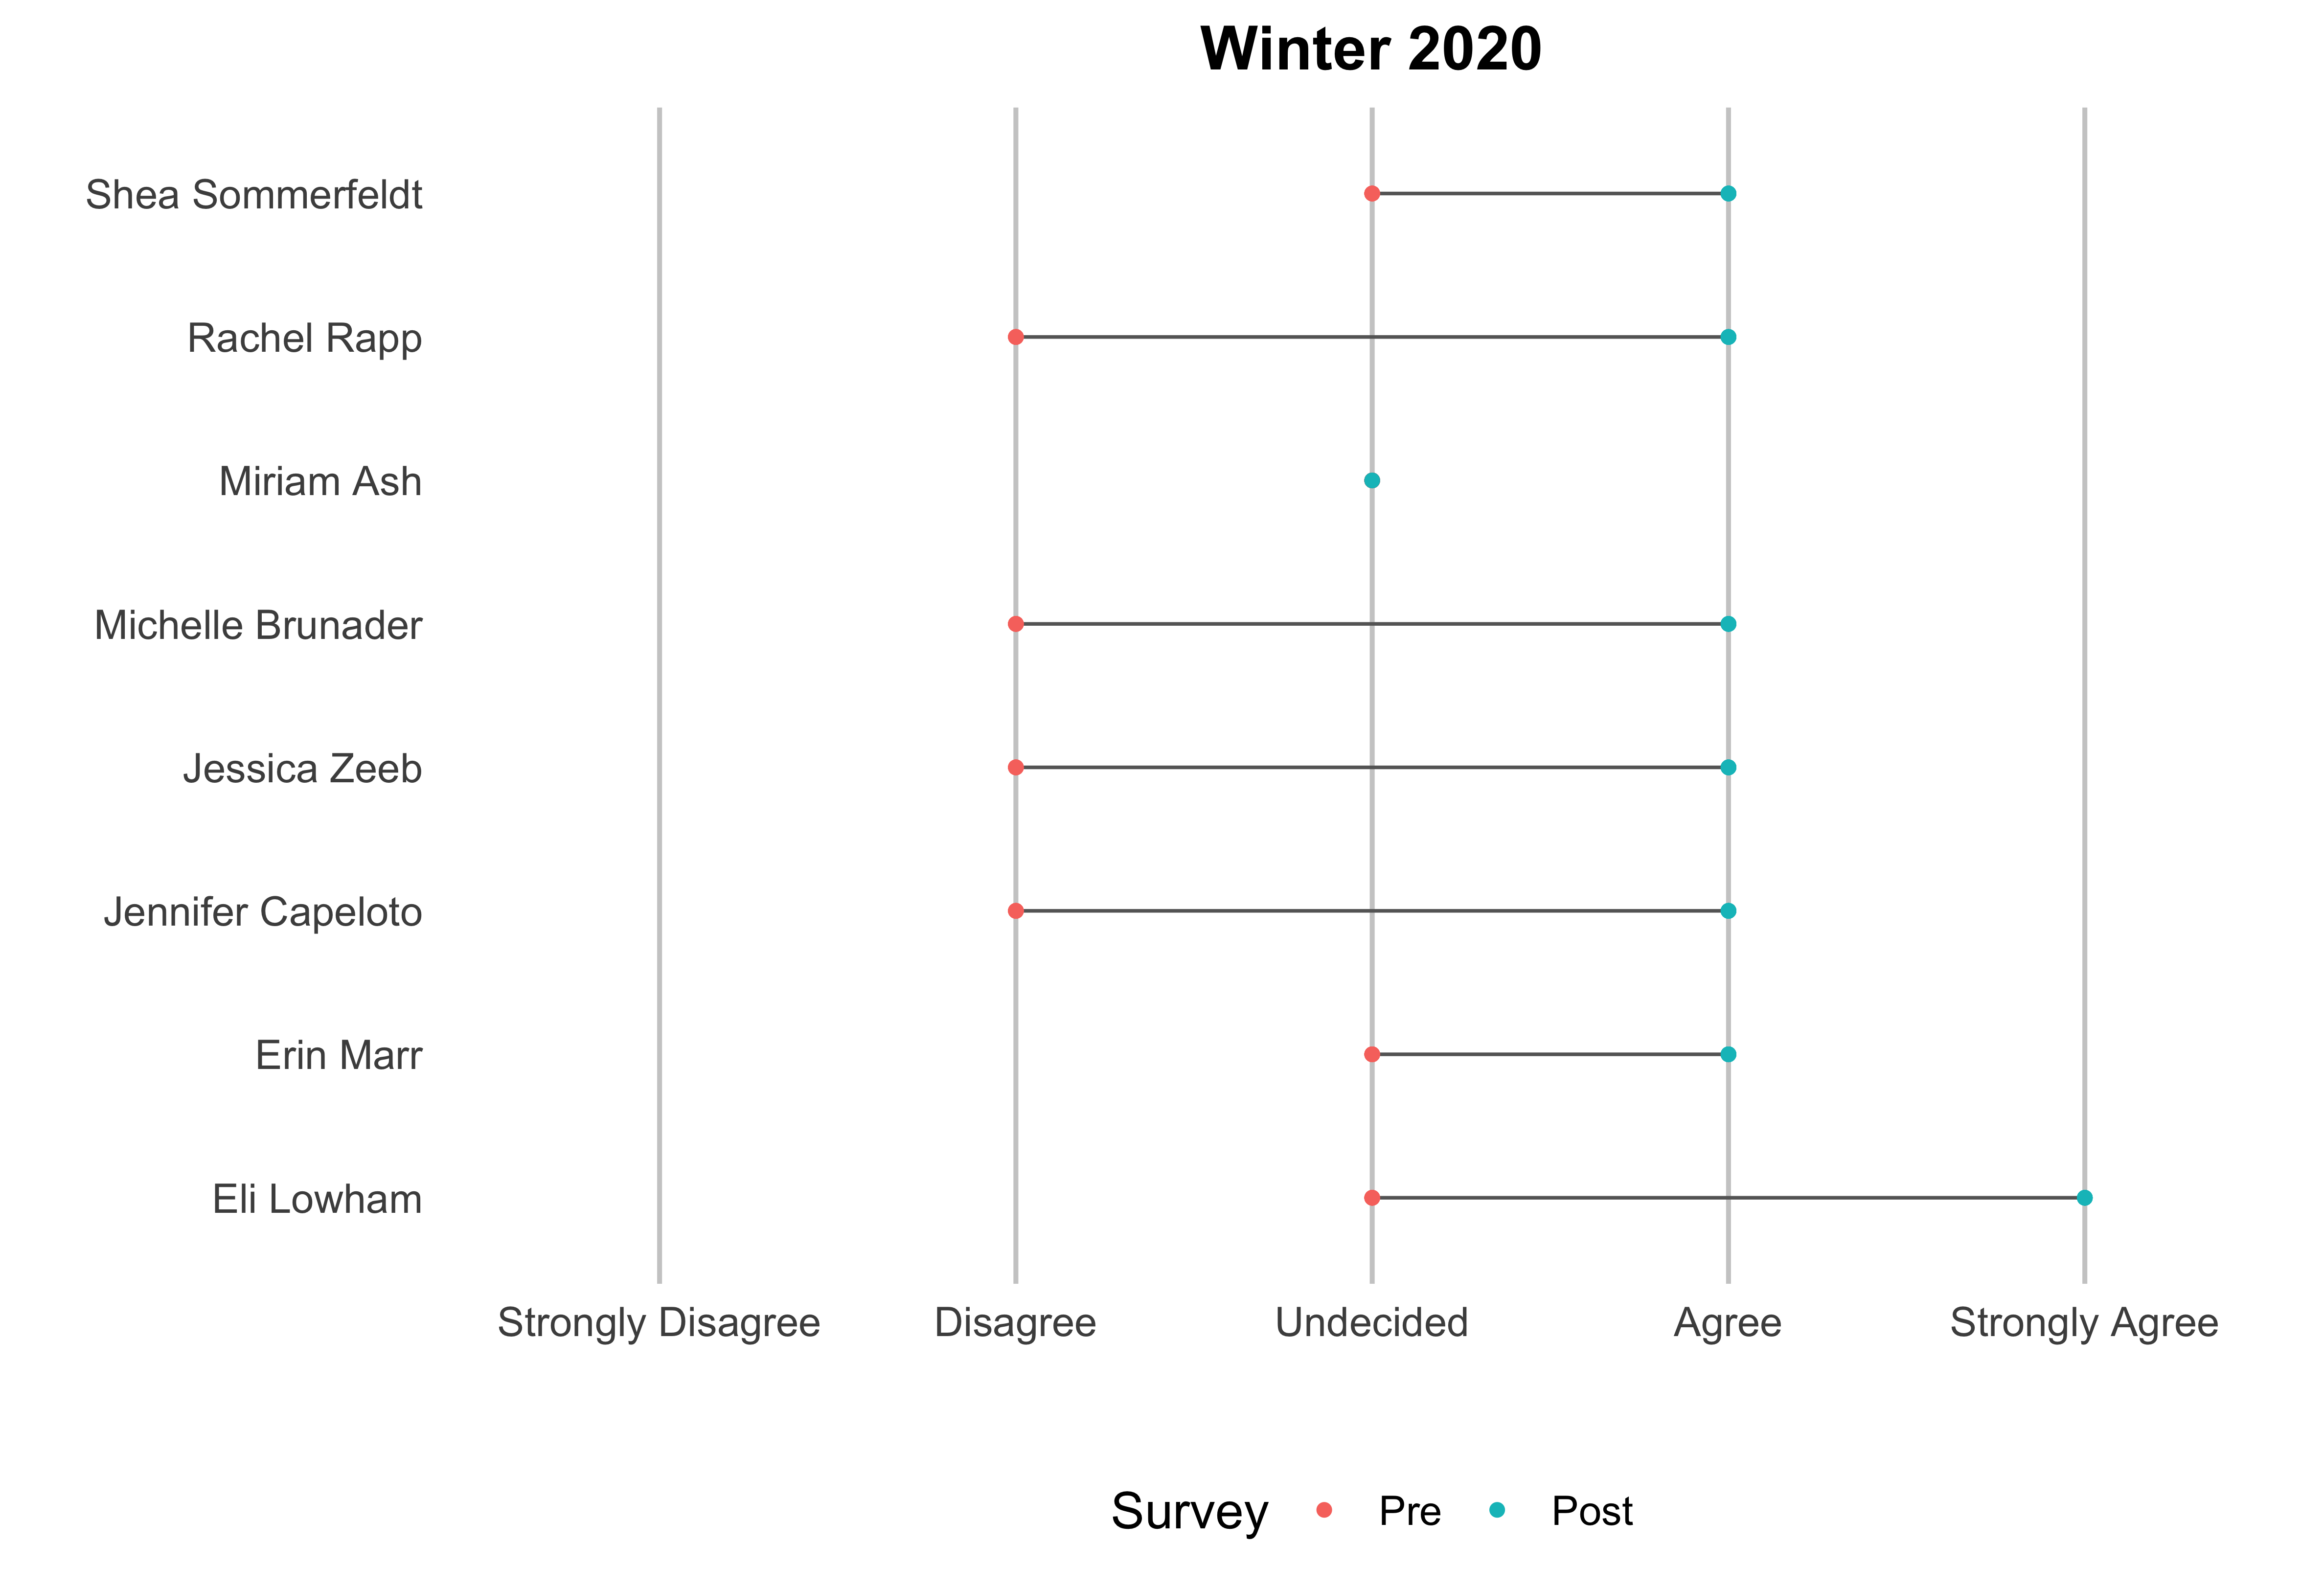 Winter 2020
Shea Sommerfeldt
Rachel Rapp
Miriam Ash
Michelle Brunader
Jessica Zeeb
Jennifer Capeloto
Erin Marr
Eli Lowham
Strongly Disagree Disagree Undecided Agree Strongly Agree
Survey Pre Post